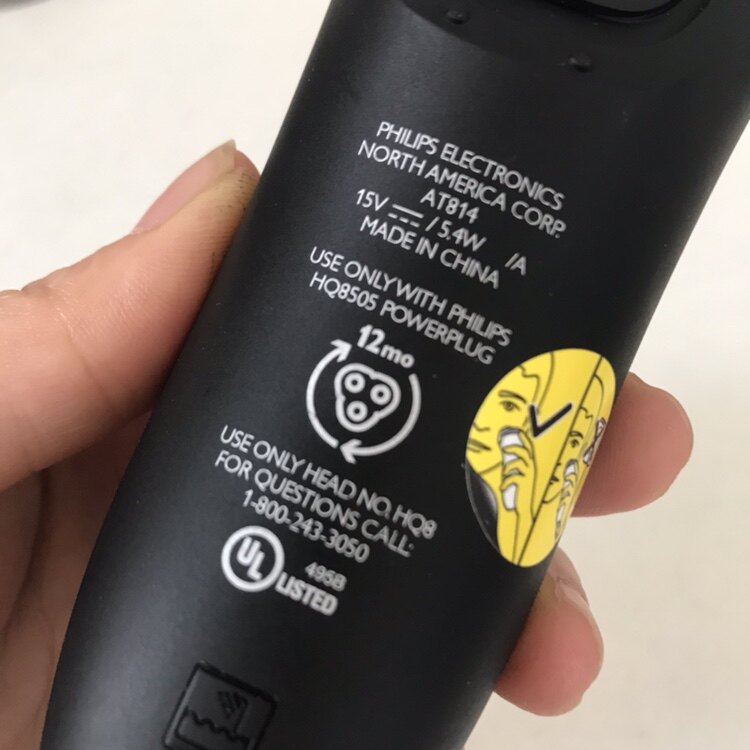 PHILIPS ELECTRONICS
NORTH AMERICA CORP.
AT814
15V ⎓ / 5.4W /A
MADE IN CHINA
USE ONLY WITH PHILIPS
HQ8505 POWERPLUG
12mo
USE ONLY HEAD NO. HQ8
FOR QUESTIONS CALL:
1-800-243-3050
UL
495B
LISTED